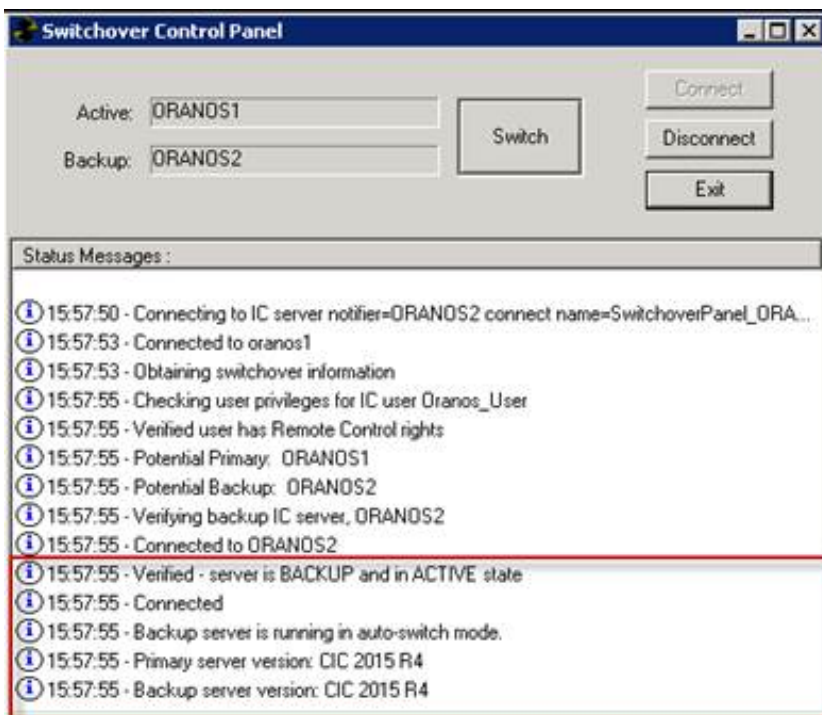 Switchover Control Panel
Active: ORANOS1
Backup: ORANOS2
Switch
Connect
Disconnect
Exit
Status Messages :
15:57:50 - Connecting to IC server notifier=ORANOS2 connect name=SwitchoverPanel_ORA...
15:57:53 - Connected to oranos1
15:57:53 - Obtaining switchover information
15:57:55 - Checking user privileges for IC user Oranos_User
15:57:55 - Verified user has Remote Control rights
15:57:55 - Potential Primary: ORANOS1
15:57:55 - Potential Backup: ORANOS2
15:57:55 - Verifying backup IC server, ORANOS2
15:57:55 - Connected to ORANOS2
15:57:55 - Verified - server is BACKUP and in ACTIVE state
15:57:55 - Connected
15:57:55 - Backup server is running in auto-switch mode.
15:57:55 - Primary server version: CIC 2015 R4
15:57:55 - Backup server version: CIC 2015 R4